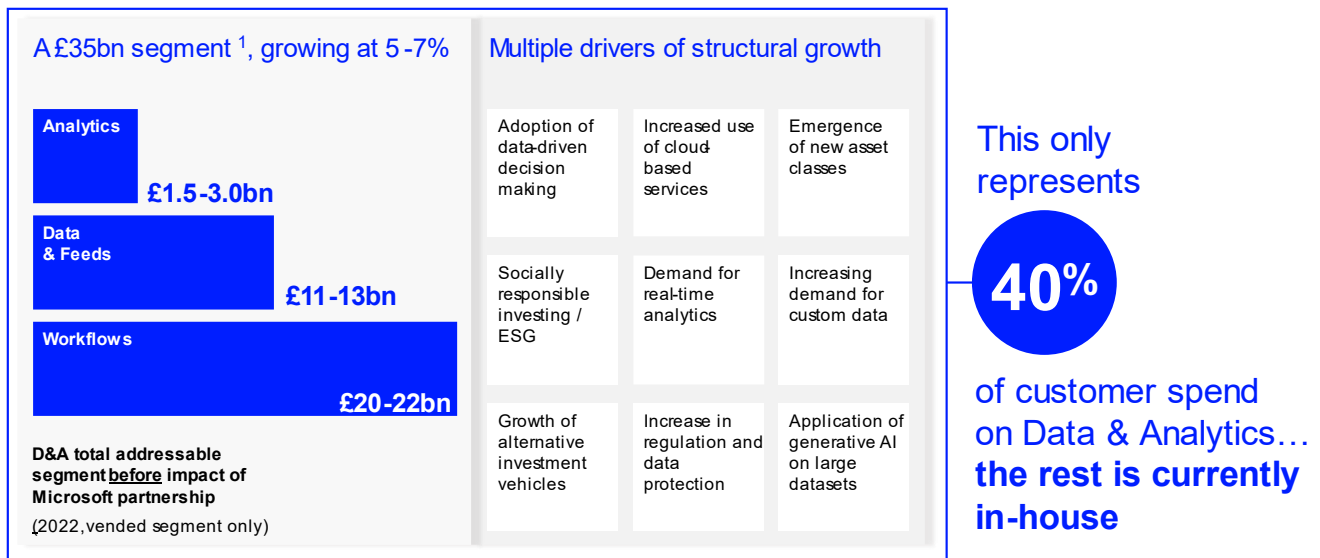 A £35bn segment ¹, growing at 5-7%
Analytics
£1.5-3.0bn
Data
& Feeds
£11-13bn
Workflows
£20-22bn
D&A total addressable
segment before impact of
Microsoft partnership
(2022,vended segment only)
Multiple drivers of structural growth
Adoption of
data-driven
decision
making
Increased use
of cloud-
based
services
Emergence
of new asset
classes
Socially
responsible
investing /
ESG
Demand for
real-time
analytics
Increasing
demand for
custom data
Growth of
alternative
investment
vehicles
Increase in
regulation and
data
protection
Application of
generative AI
on large
datasets
This only
represents
40%
of customer spend
on Data & Analytics…
the rest is currently
in-house